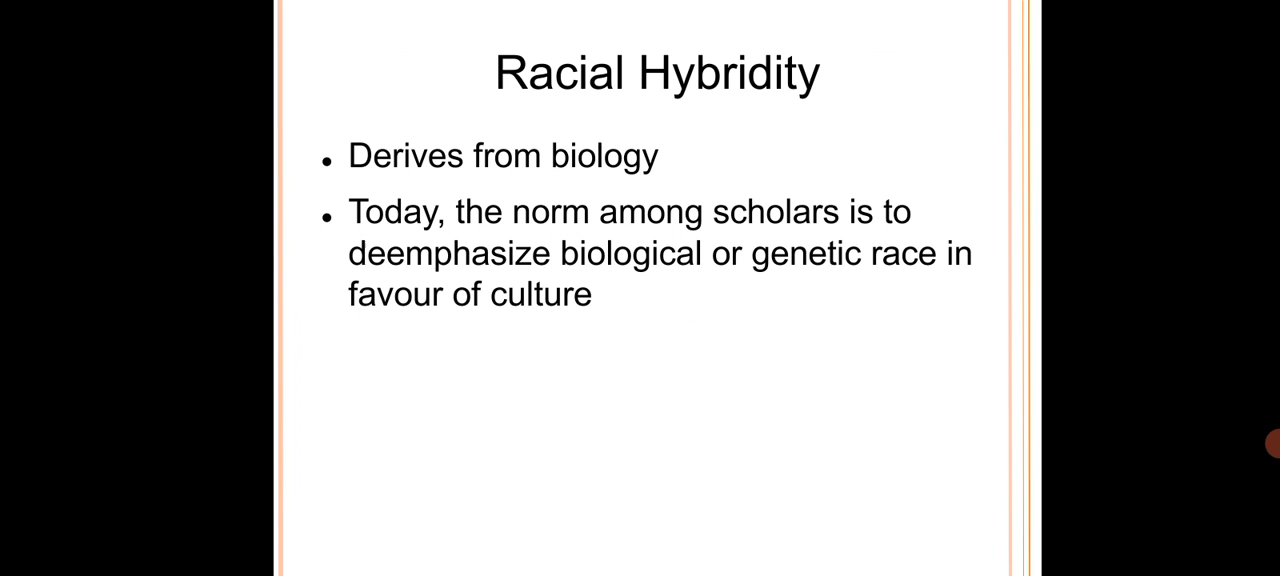 Racial Hybridity
• Derives from biology
• Today, the norm among scholars is to
deemphasize biological or genetic race in
favour of culture